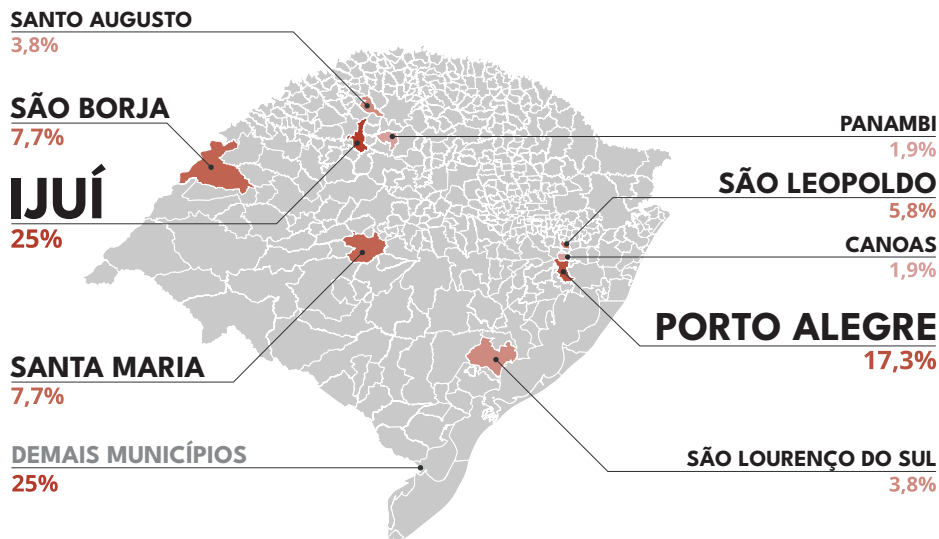 SANTO AUGUSTO
3,8%
SÃO BORJA
7,7%
IJUÍ
25%
SANTA MARIA
7,7%
DEMAIS MUNICÍPIOS
25%
PANAMBI
1,9%
SÃO LEOPOLDO
5,8%
CANOAS
1,9%
PORTO ALEGRE
17,3%
SÃO LOURENÇO DO SUL
3,8%